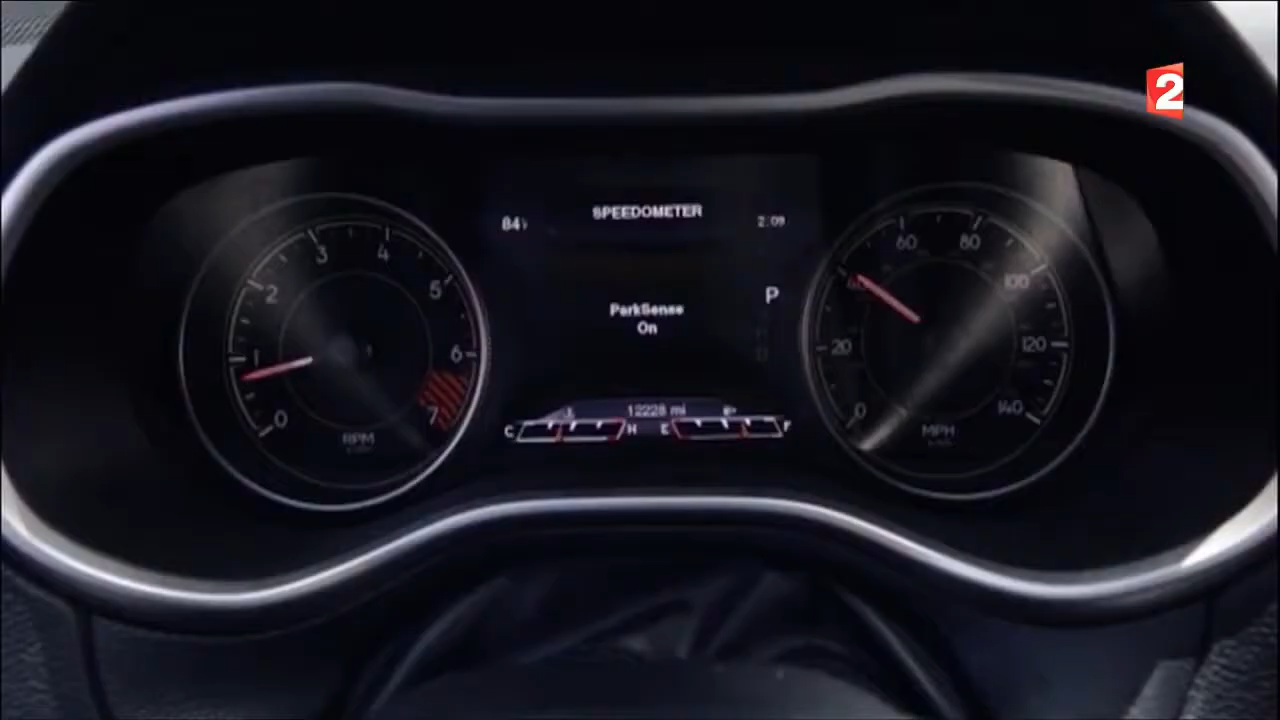 2
SPEEDOMETER
84
2:09
ParkSense
On
P
12228 mi
C H E F
0 1 2 3 4 5 6 7
RPM
0 20 40 60 80 100 120 140
MPH